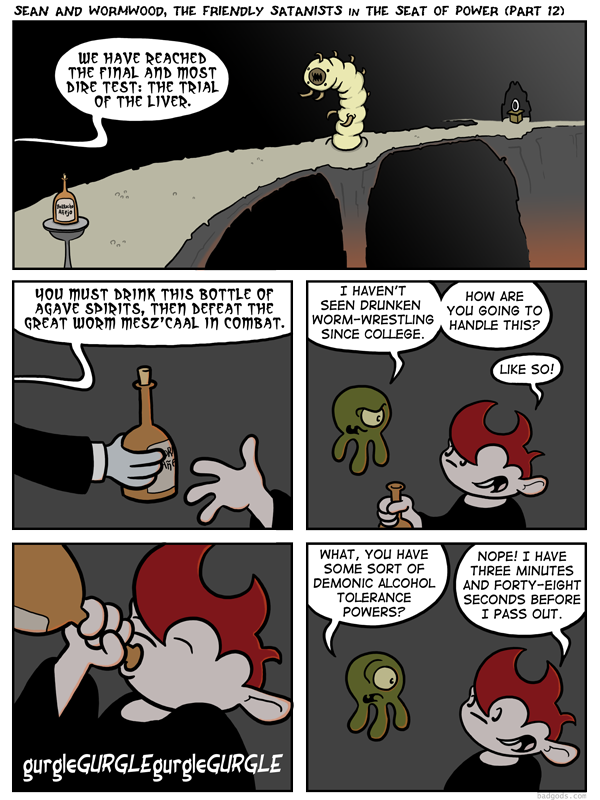 SEAN AND WORMWOOD, THE FRIENDLY SATANISTS IN THE SEAT OF POWER (PART 12)
WE HAVE REACHED
THE FINAL AND MOST
DIRE TEST: THE TRIAL
OF THE LIVER.
Añejo
YOU MUST DRINK THIS BOTTLE OF
AGAVE SPIRITS, THEN DEFEAT THE
GREAT WORM MESZ'CAAL IN COMBAT.
I HAVEN'T
SEEN DRUNKEN
WORM-WRESTLING
SINCE COLLEGE.
HOW ARE
YOU GOING TO
HANDLE THIS?
LIKE SO!
gurgleGURGLEgurgleGURGLE
WHAT, YOU HAVE
SOME SORT OF
DEMONIC ALCOHOL
TOLERANCE
POWERS?
NOPE! I HAVE
THREE MINUTES
AND FORTY-EIGHT
SECONDS BEFORE
I PASS OUT.
badgods.com